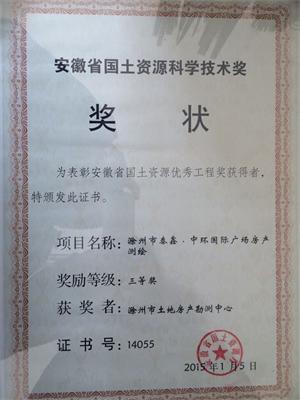 安徽省国土资源科学技术奖
奖 状
为表彰安徽省国土资源优秀工程奖获得者,
特颁发此证书。
项目名称: 滁州市泰鑫·中环国际广场房产
测绘
奖励等级: 三等奖
获 奖 者: 滁州市土地房产勘测中心
证 书 号: 14055
2015年1月5日